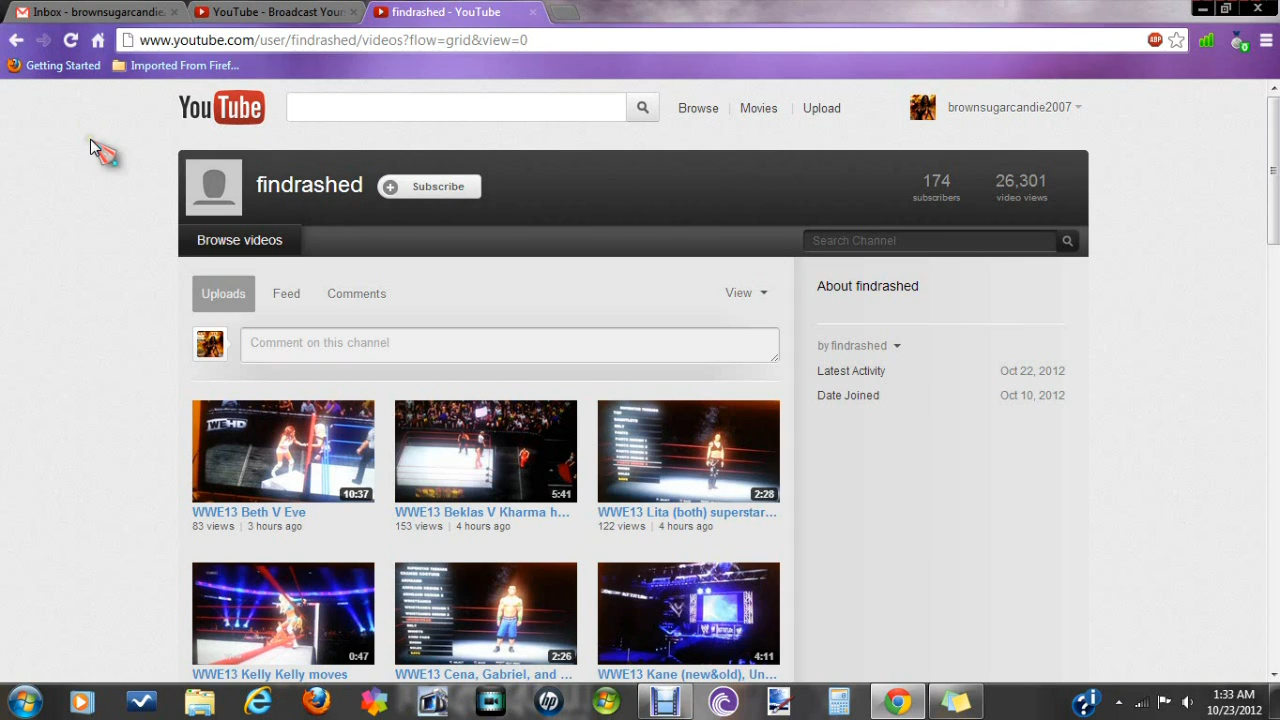 Inbox - brownsugarcandie.
YouTube - Broadcast Your
findrashed - YouTube
www.youtube.com/user/findrashed/videos?flow=grid&view=0
ABP
0
Getting Started
Imported From Firef...
YouTube
Browse
Movies
Upload
brownsugarcandie2007
findrashed
Subscribe
174
subscribers
26,301
video views
Browse videos
Search Channel
Uploads
Feed
Comments
View
Comment on this channel
About findrashed
by findrashed
Latest Activity
Oct 22, 2012
Date Joined
Oct 10, 2012
10:37
5:41
2:28
WWE13 Beth V Eve
83 views | 3 hours ago
WWE13 Beklas V Kharma h...
153 views | 4 hours ago
WWE13 Lita (both) superstar...
122 views | 4 hours ago
0:47
2:26
4:11
WWE13 Kelly Kelly moves
WWE13 Cena, Gabriel, and ...
WWE13 Kane (new&old), Un...
hp
1:33 AM
10/23/2012